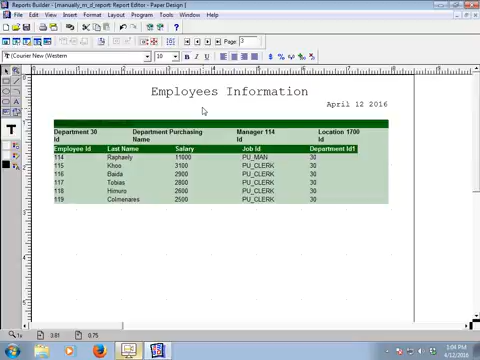 Reports Builder - [manually_m_d_report: Report Editor - Paper Design]
File Edit View Insert Format Layout Program Tools Window Help
Page: 3
(Courier New (Western 10 B I U
Employees Information
April 12 2016
Department 30 Department Purchasing Manager 114 Location 1700
Id Name Id
Employee Id Last Name Salary Job Id Department Id1
114 Raphaely 11000 PU_MAN 30
115 Khoo 3100 PU_CLERK 30
116 Baida 2900 PU_CLERK 30
117 Tobias 2800 PU_CLERK 30
118 Himuro 2600 PU_CLERK 30
119 Colmenares 2500 PU_CLERK 30
1x 3.81 0.75
1:04 PM
4/12/2016